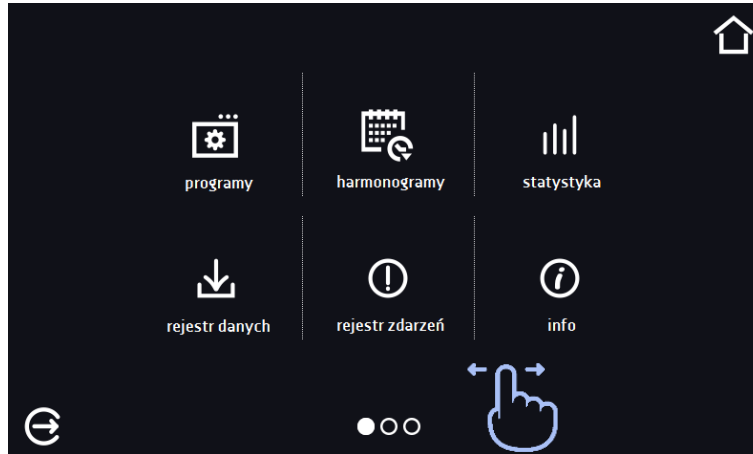 programy
harmonogramy
statystyka
rejestr danych
rejestr zdarzeń
info